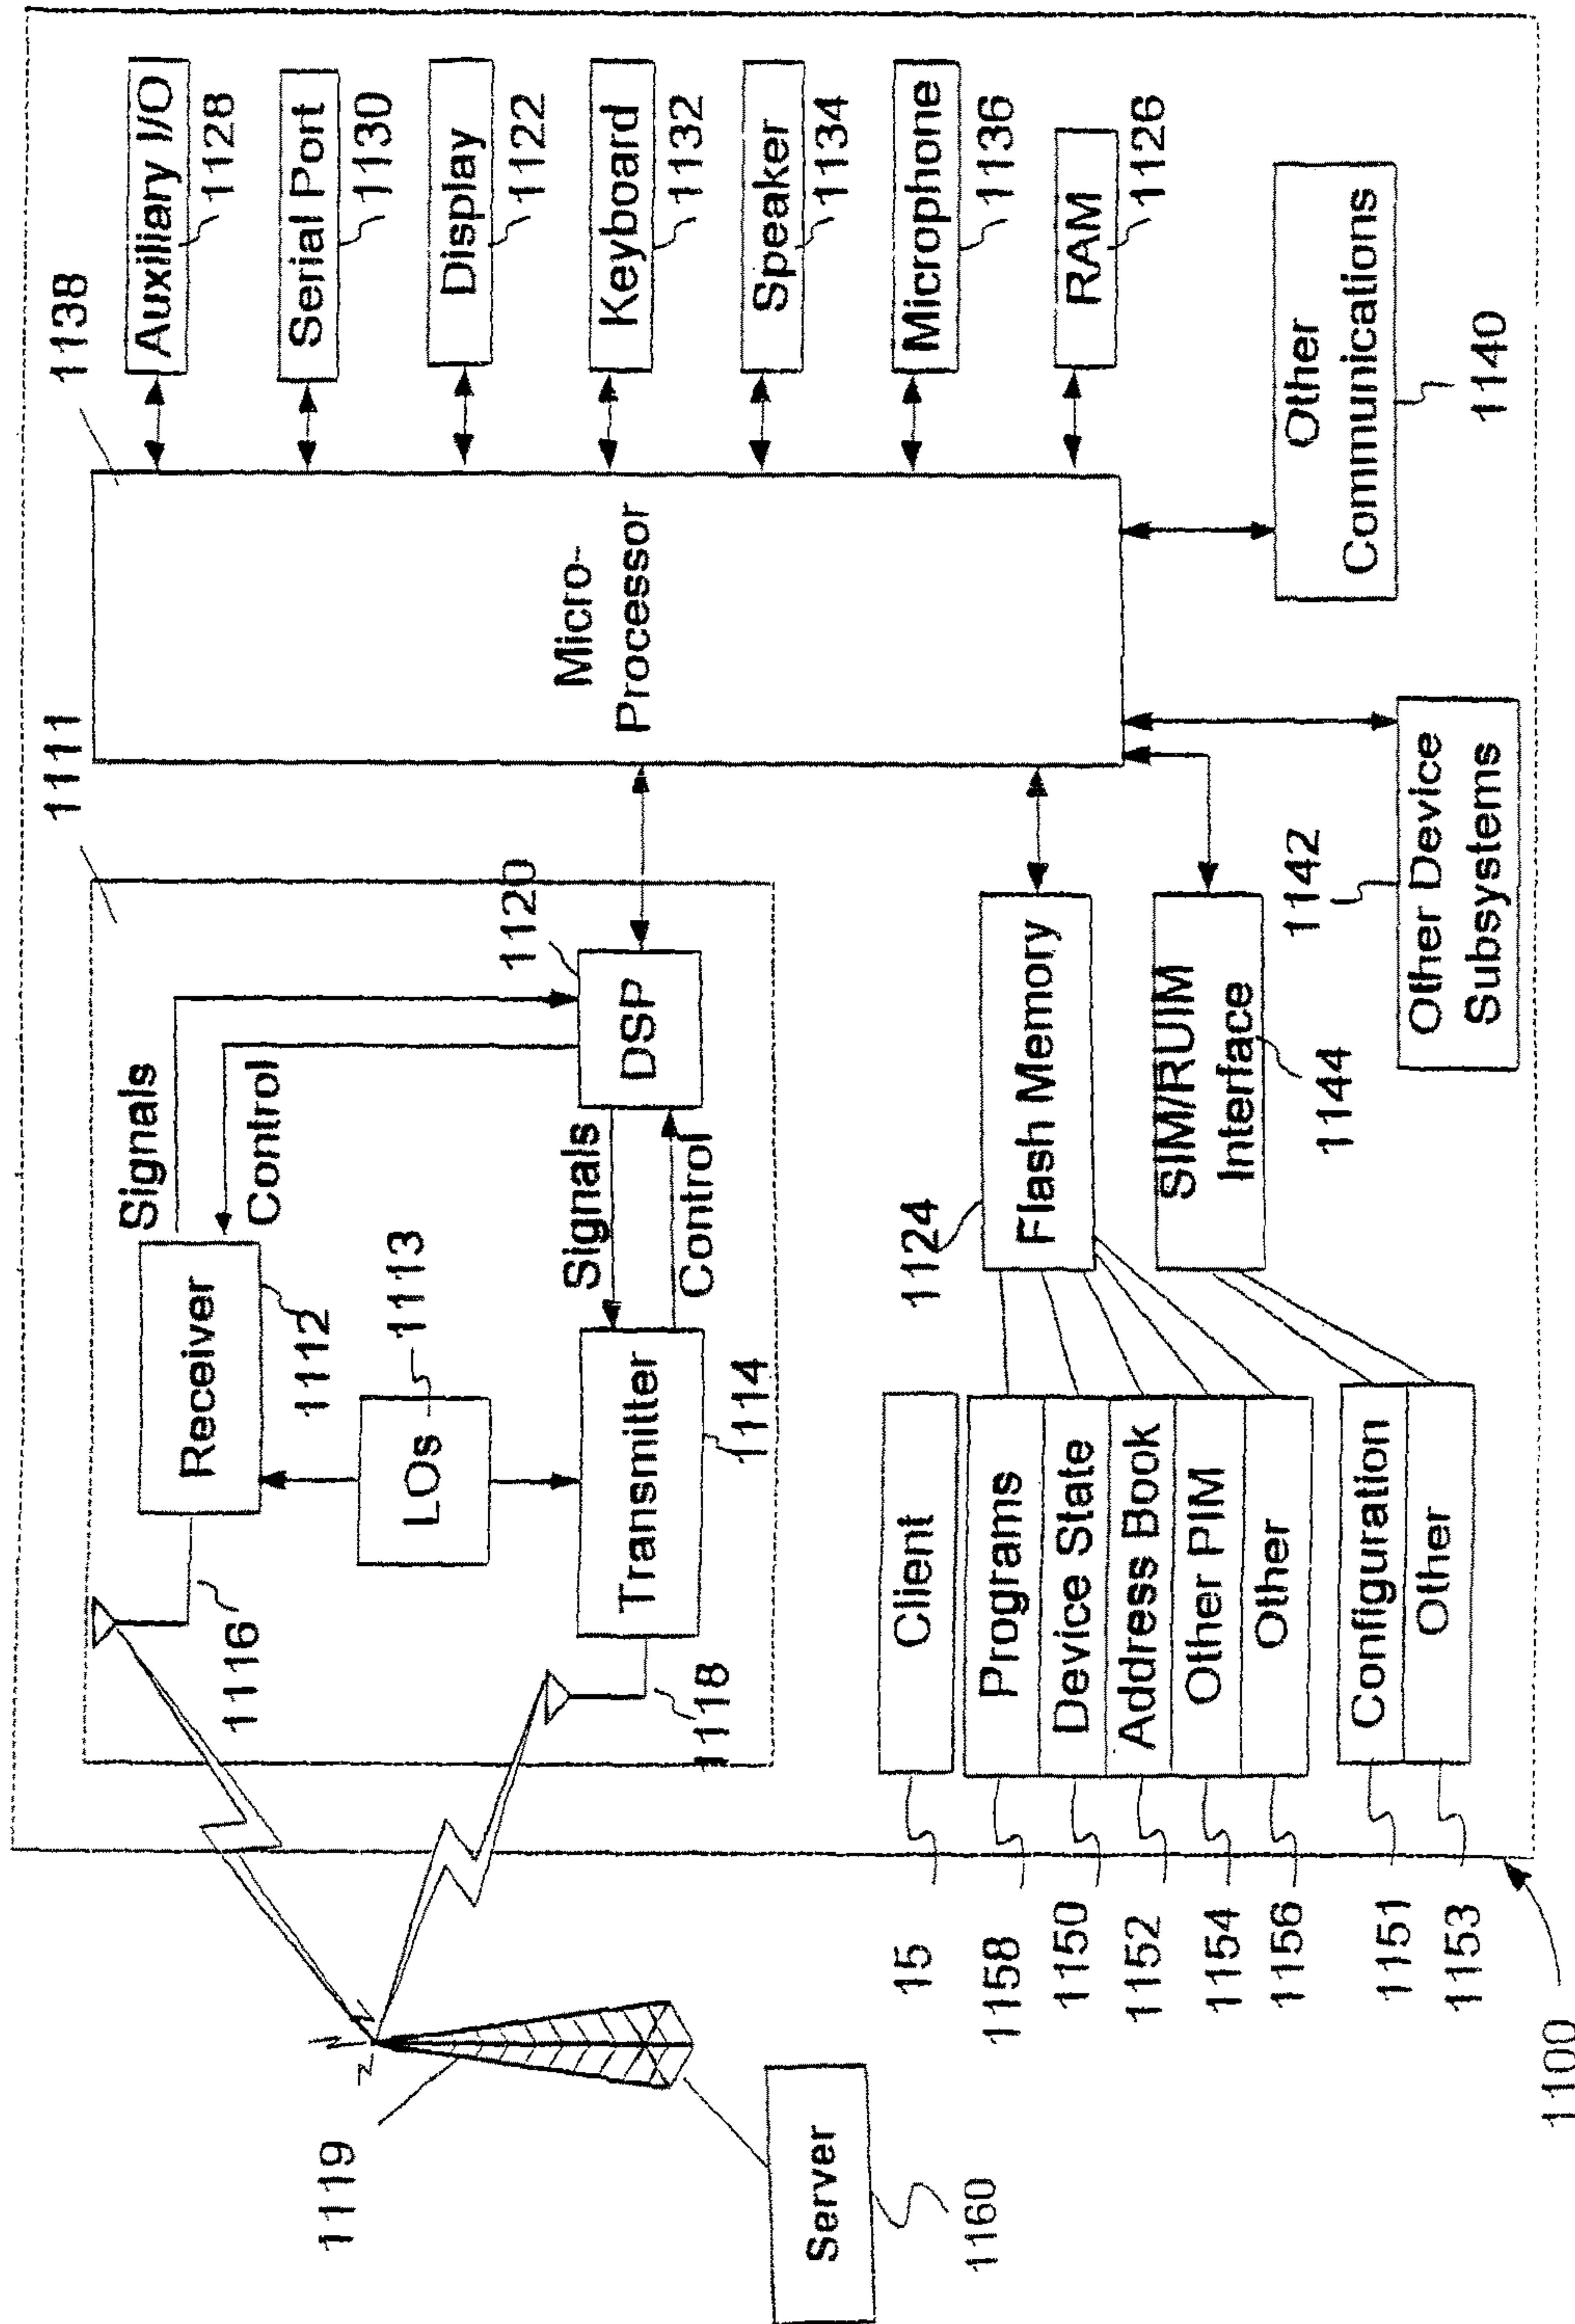 1138
1111
Auxiliary I/O
1128
Serial Port
1130
Display
1122
Keyboard
1132
Speaker
1134
Microphone
1136
RAM
1126
Micro-
Processor
Other
Communications
1140
Other Device
Subsystems
1142
Signals
Control
1120
DSP
Signals
Control
Receiver
1112
LOs
1113
Transmitter
1114
1116
1118
1124
Flash Memory
SIM/RUIM
Interface
1144
Client
Programs
Device State
Address Book
Other PIM
Other
Configuration
Other
15
1158
1150
1152
1154
1156
1151
1153
1119
Server
1160
1100